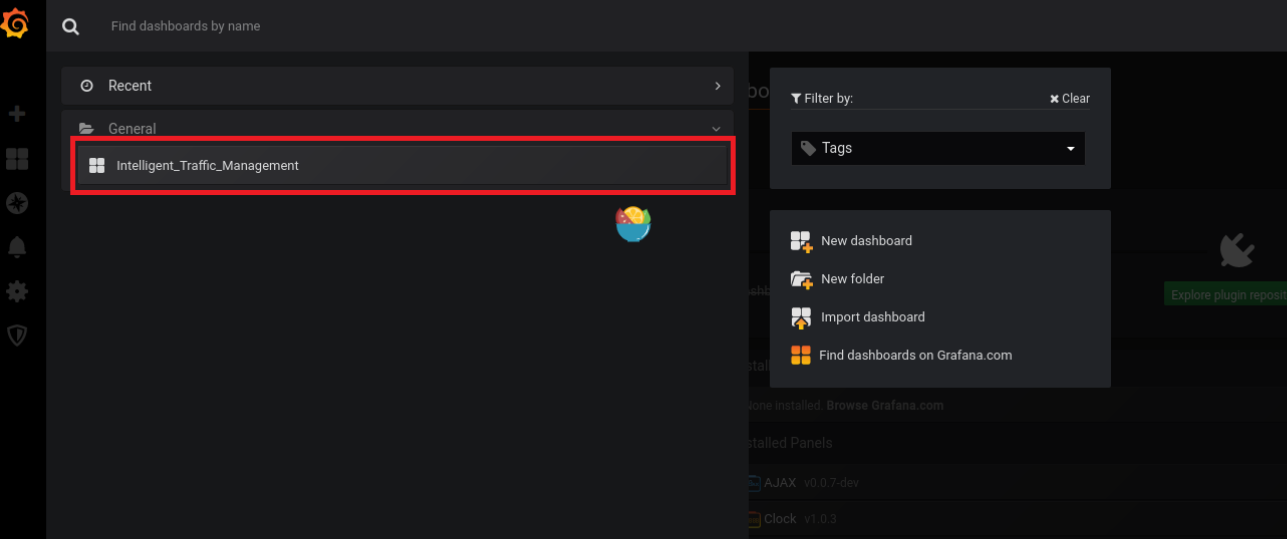 Find dashboards by name
Recent
General
Intelligent_Traffic_Management
Filter by:
Clear
Tags
New dashboard
New folder
Import dashboard
Find dashboards on Grafana.com
Explore plugin reposit
None installed. Browse Grafana.com
stalled Panels
AJAX v0.0.7-dev
Clock v1.0.3